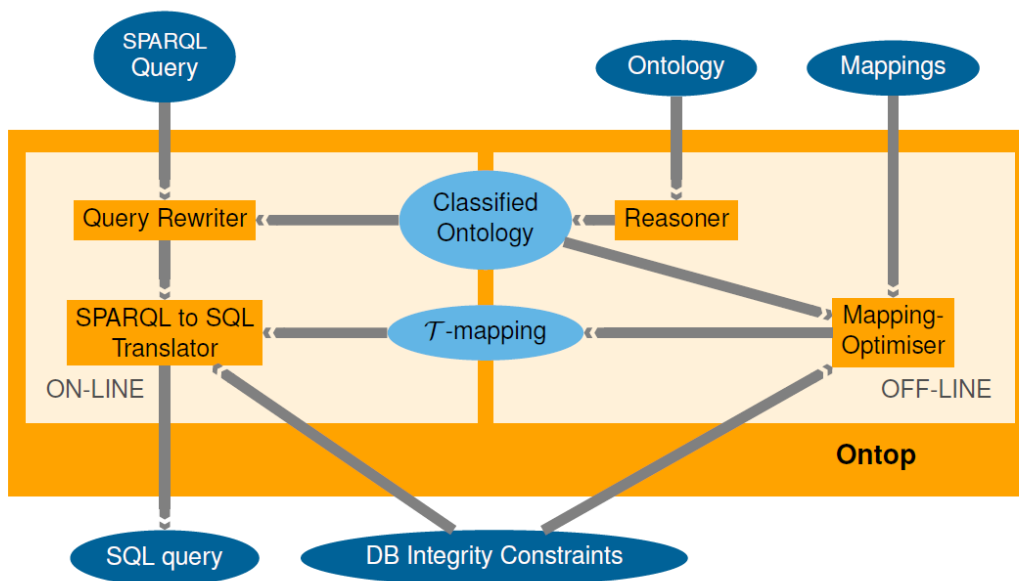 SPARQL
Query
Ontology
Mappings
Classified
Ontology
Query Rewriter
Reasoner
SPARQL to SQL
Translator
𝒯-mapping
Mapping-
Optimiser
ON-LINE
OFF-LINE
Ontop
SQL query
DB Integrity Constraints